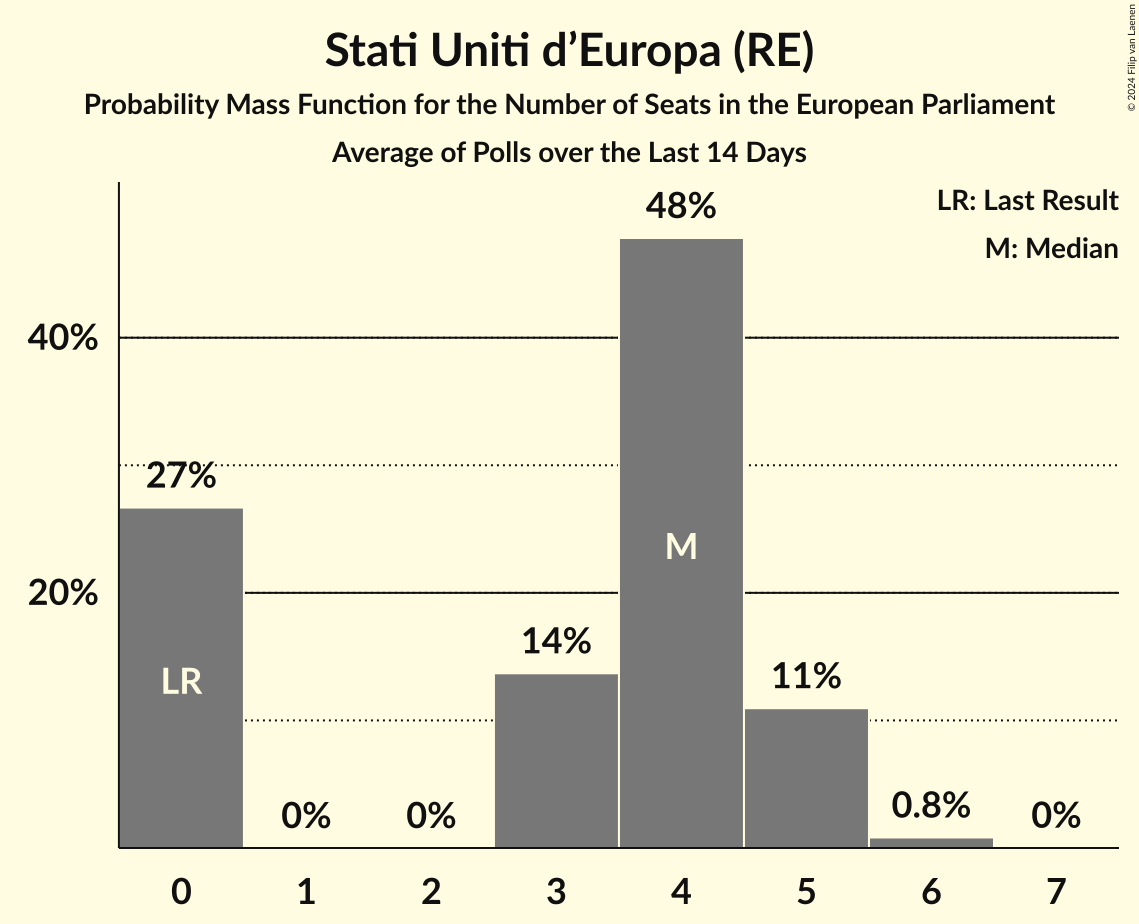 Stati Uniti d’Europa (RE)
Probability Mass Function for the Number of Seats in the European Parliament
Average of Polls over the Last 14 Days
© 2024 Filip van Laenen
LR: Last Result
M: Median
48%
40%
27%
M
20%
14%
LR
11%
0%
0%
0.8%
0%
0 1 2 3 4 5 6 7